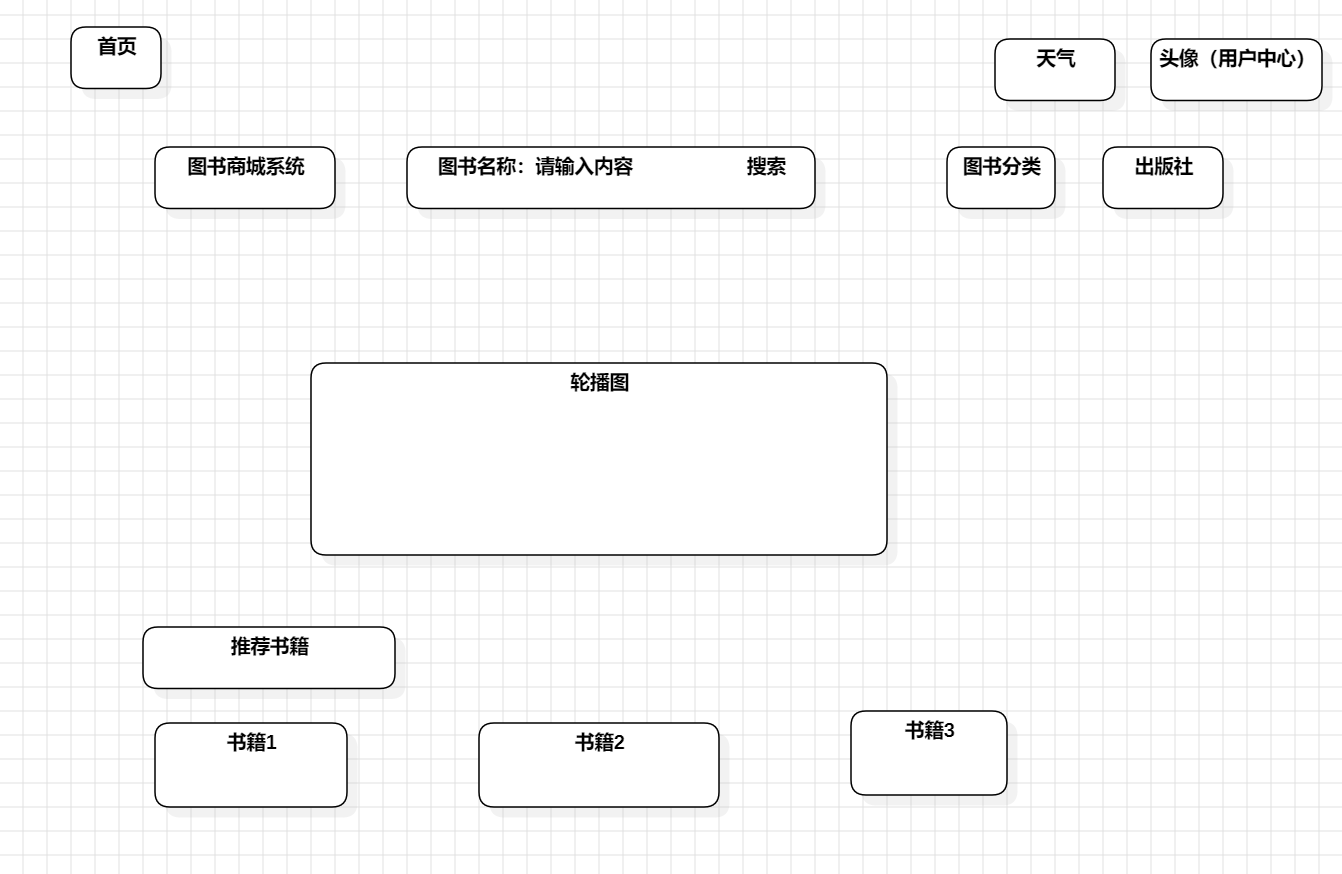 首页
天气
头像（用户中心）
图书商城系统
图书名称：请输入内容 搜索
图书分类
出版社
轮播图
推荐书籍
书籍1
书籍2
书籍3